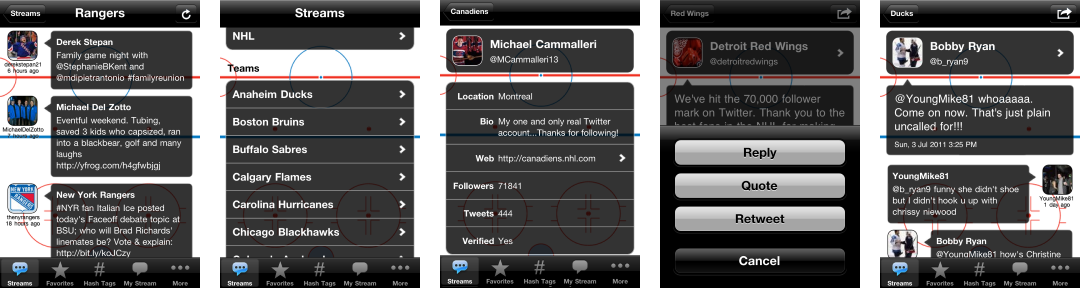 Streams
Rangers
Derek Stepan
Family game night with
@StephanieBKent and
@mdipietrantonio #familyreunion
derekstepan21
6 hours ago
Michael Del Zotto
Eventful weekend. Tubing,
saved 3 kids who capsized, ran
into a blackbear, golf and many
laughs
http://yfrog.com/h4gfwbjgj
MichaelDelZotto
7 hours ago
New York Rangers
#NYR fan Italian Ice posted
today's Faceoff debate topic at
BSU; who will Brad Richards'
linemates be? Vote & explain:
http://bit.ly/koJCzy
thenyrangers
18 hours ago
Streams
Favorites
Hash Tags
My Stream
More
Streams
NHL
Teams
Anaheim Ducks
Boston Bruins
Buffalo Sabres
Calgary Flames
Carolina Hurricanes
Chicago Blackhawks
Streams
Favorites
Hash Tags
My Stream
More
Canadiens
Michael Cammalleri
@MCammalleri13
Location Montreal
Bio My one and only real Twitter
account...Thanks for following!
Web http://canadiens.nhl.com
Followers 71841
Tweets 444
Verified Yes
Streams
Favorites
Hash Tags
My Stream
More
Red Wings
Detroit Red Wings
@detroitredwings
We've hit the 70,000 follower
mark on Twitter. Thank you to the
Reply
Quote
Retweet
Cancel
Ducks
Bobby Ryan
@b_ryan9
@YoungMike81 whoaaaaa.
Come on now. That's just plain
uncalled for!!!
Sun, 3 Jul 2011 3:25 PM
YoungMike81
@b_ryan9 funny she didn't shoe
but I didn't hook u up with
chrissy niewood
YoungMike81
1 day ago
Bobby Ryan
@YoungMike81 how's Christine
Streams
Favorites
Hash Tags
My Stream
More